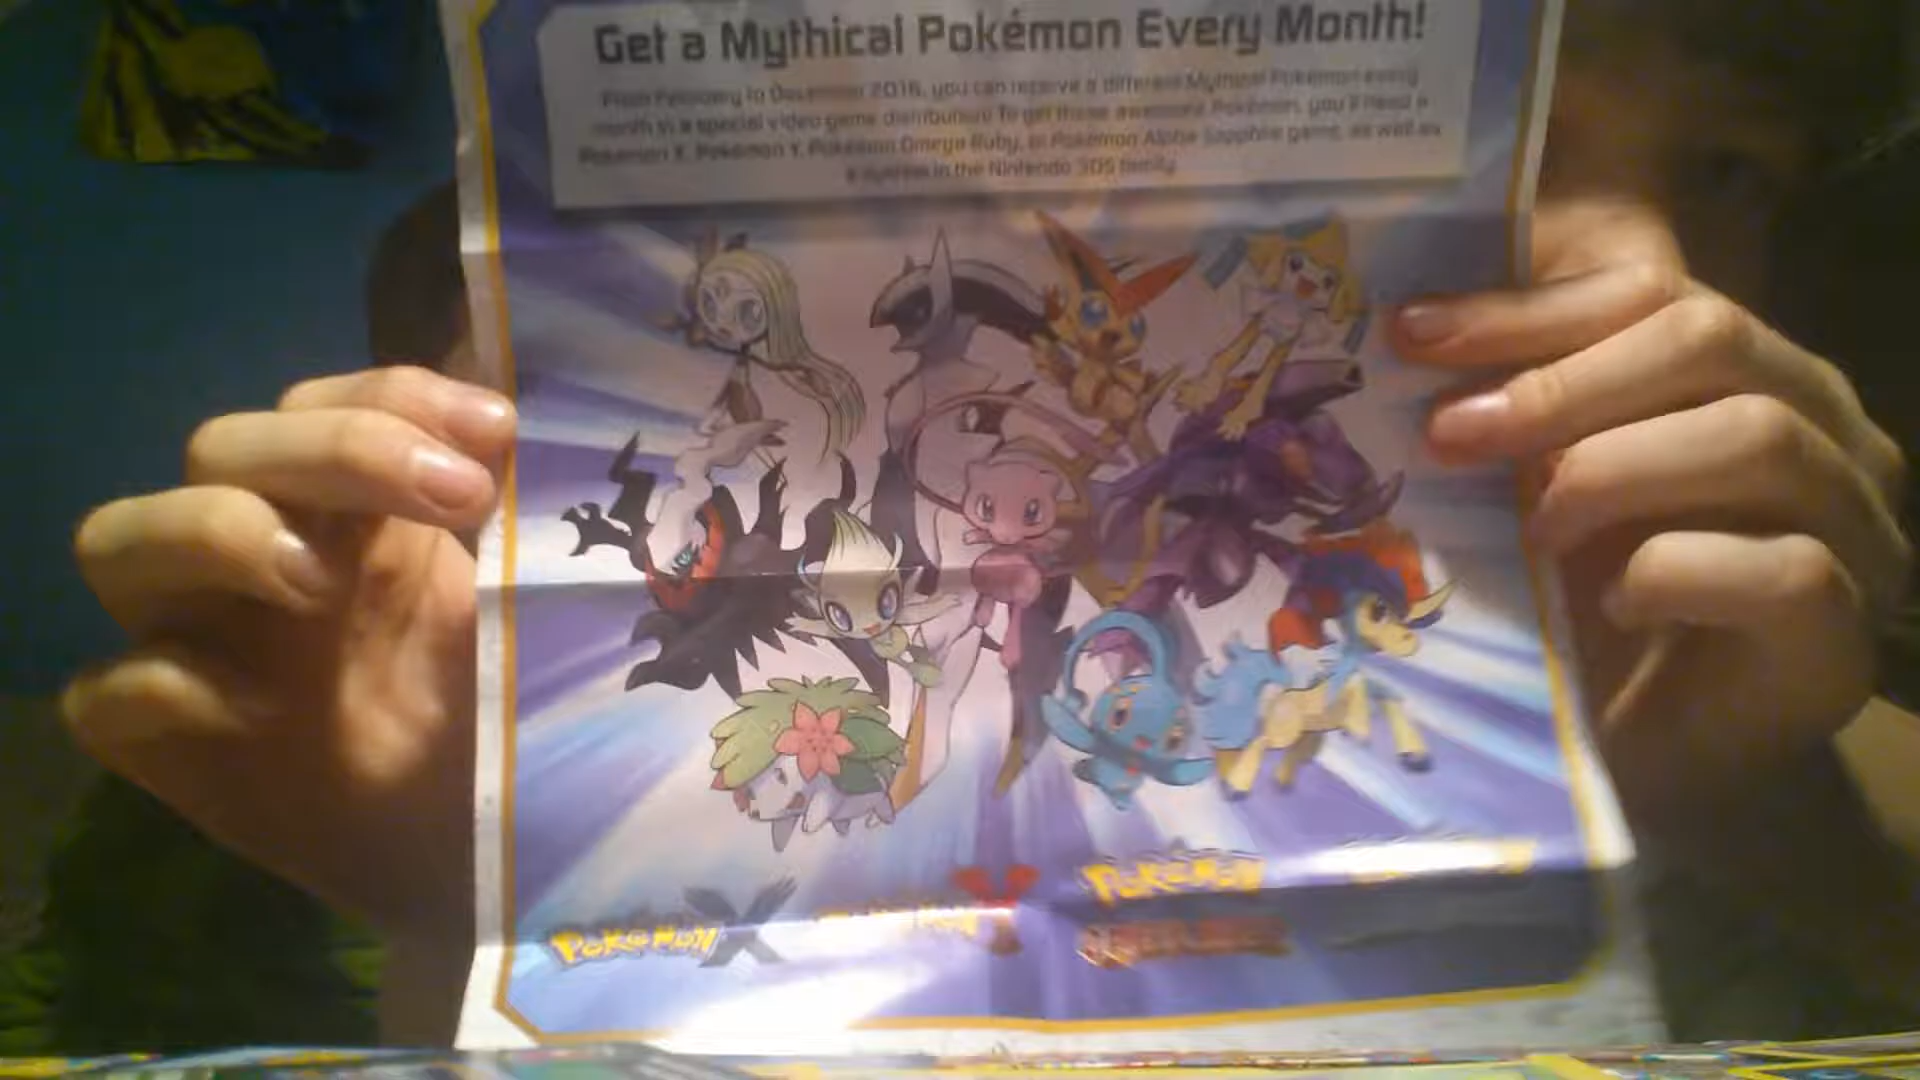 Get a Mythical Pokémon Every Month!
From February to December 2016, you can receive a different Mythical Pokémon every
month in a special video game distribution! To get these awesome Pokémon, you'll need a
Pokémon X, Pokémon Y, Pokémon Omega Ruby, or Pokémon Alpha Sapphire game, as well as
a system in the Nintendo 3DS family.
POKéMON X
Y
POKéMON